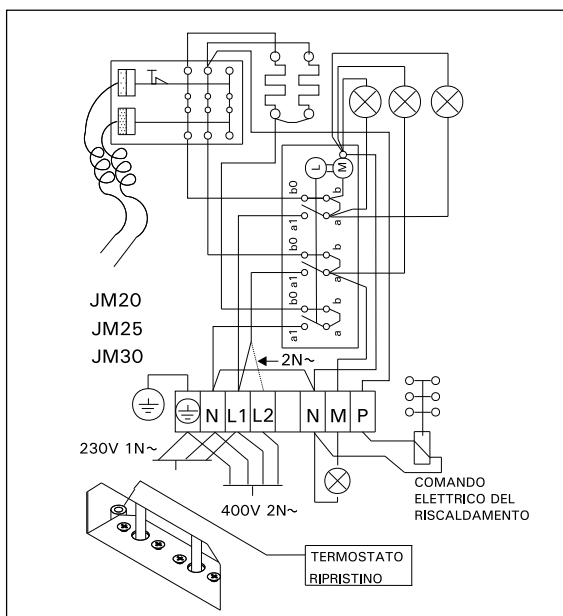 L M
b0 b
a1 a
b0 b
a1 a
b0 b
a1 a
JM20
JM25
JM30
2N~
N L1 L2 N M P
230V 1N~
400V 2N~
COMANDO
ELETTRICO DEL
RISCALDAMENTO
TERMOSTATO
RIPRISTINO